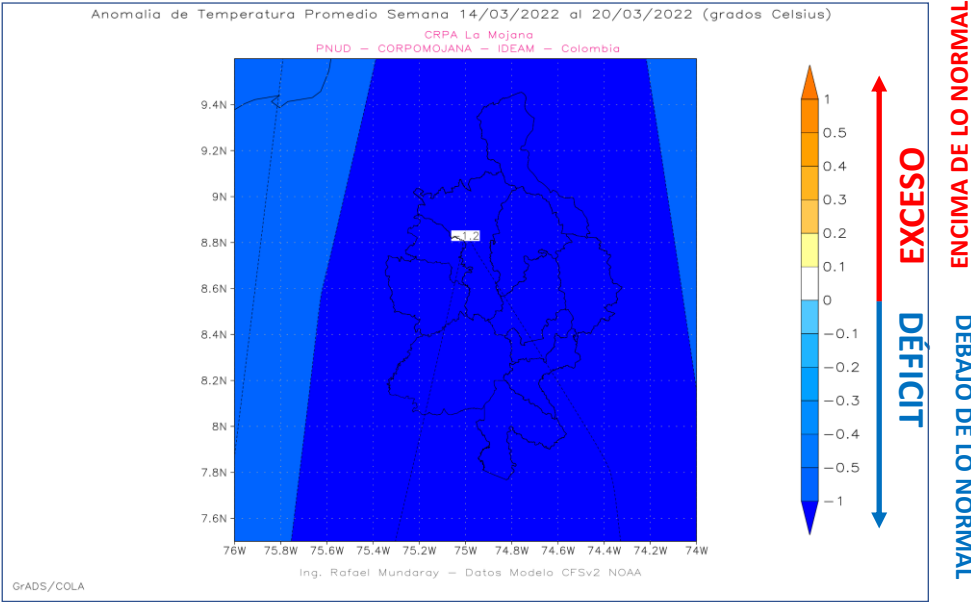 Anomalia de Temperatura Promedio Semana 14/03/2022 al 20/03/2022 (grados Celsius)
CRPA La Mojana
PNUD – CORPOMOJANA – IDEAM – Colombia
9.4N
9.2N
9N
8.8N
8.6N
8.4N
8.2N
8N
7.8N
7.6N
-1.2
76W 75.8W 75.6W 75.4W 75.2W 75W 74.8W 74.6W 74.4W 74.2W 74W
Ing. Rafael Mundaray – Datos Modelo CFSv2 NOAA
GrADS/COLA
1
0.5
0.4
0.3
0.2
0.1
0
-0.1
-0.2
-0.3
-0.4
-0.5
-1
EXCESO
DÉFICIT
ENCIMA DE LO NORMAL
DEBAJO DE LO NORMAL